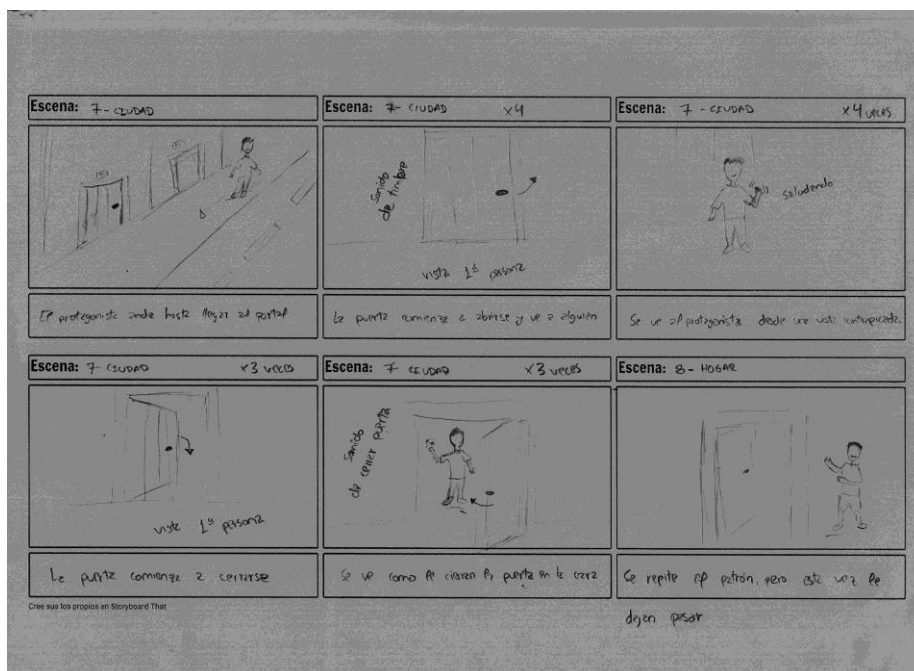 Escena: 7 - CIUDAD
Escena: 7 - CIUDAD x4
Escena: 7 - CIUDAD x4 veces
sonido de timbre
vista 1ª persona
saludando
El protagonista anda hasta llegar al portal
La puerta comienza a abrirse y ve a alguien
Se ve al protagonista desde una vista contrapicada
Escena: 7 - CIUDAD x3 veces
Escena: 7 - CIUDAD x3 veces
Escena: 8 - HOGAR
vista 1ª persona
sonido de cerrar puerta
La puerta comienza a cerrarse
Se ve como le cierran la puerta en la cara
Se repite el patrón, pero esta vez le
dejan pasar
Cree sus los propios en Storyboard That